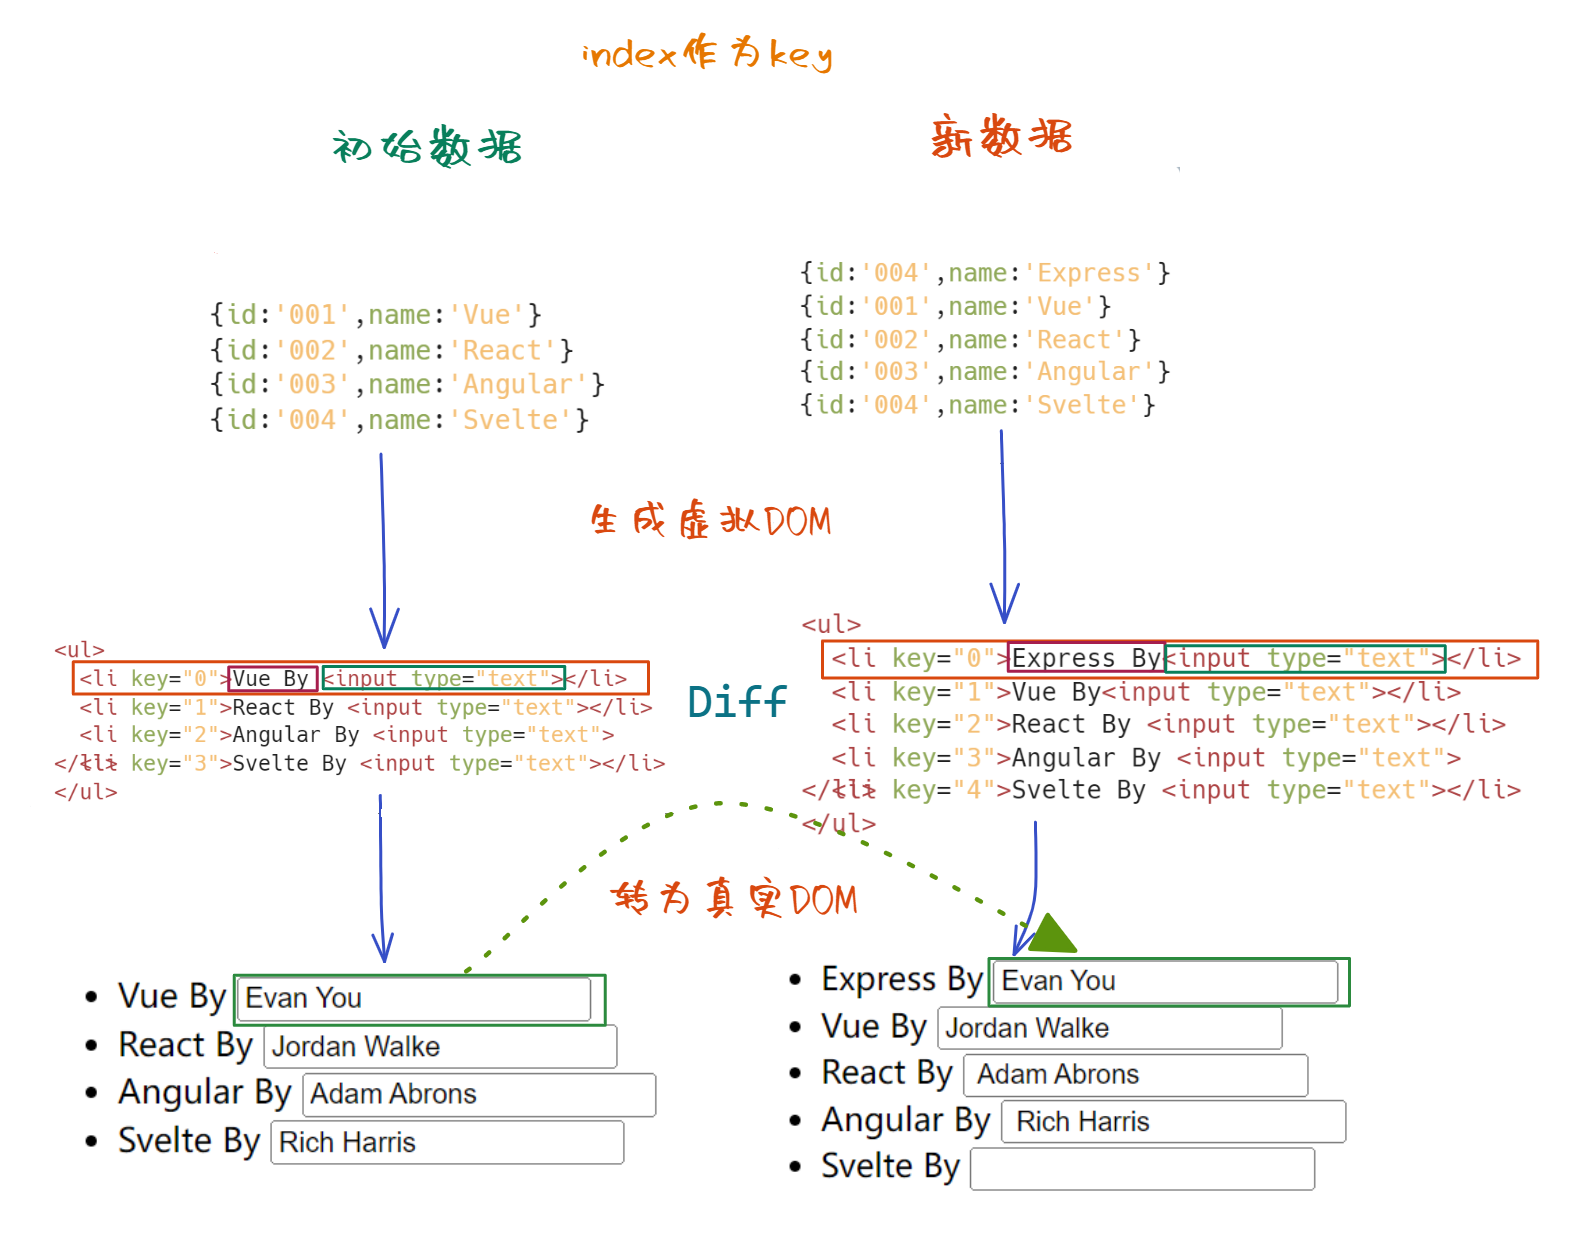 index作为key
初始数据
新数据
{id:'001',name:'Vue'}
{id:'002',name:'React'}
{id:'003',name:'Angular'}
{id:'004',name:'Svelte'}
{id:'004',name:'Express'}
{id:'001',name:'Vue'}
{id:'002',name:'React'}
{id:'003',name:'Angular'}
{id:'004',name:'Svelte'}
生成虚拟DOM
<ul>
<li key="0">Vue By <input type="text"></li>
<li key="1">React By <input type="text"></li>
<li key="2">Angular By <input type="text">
</li>
<li key="3">Svelte By <input type="text"></li>
</ul>
Diff
<ul>
<li key="0">Express By<input type="text"></li>
<li key="1">Vue By<input type="text"></li>
<li key="2">React By <input type="text"></li>
<li key="3">Angular By <input type="text">
</li>
<li key="4">Svelte By <input type="text"></li>
</ul>
转为真实DOM
Vue By Evan You
React By Jordan Walke
Angular By Adam Abrons
Svelte By Rich Harris
Express By Evan You
Vue By Jordan Walke
React By Adam Abrons
Angular By Rich Harris
Svelte By